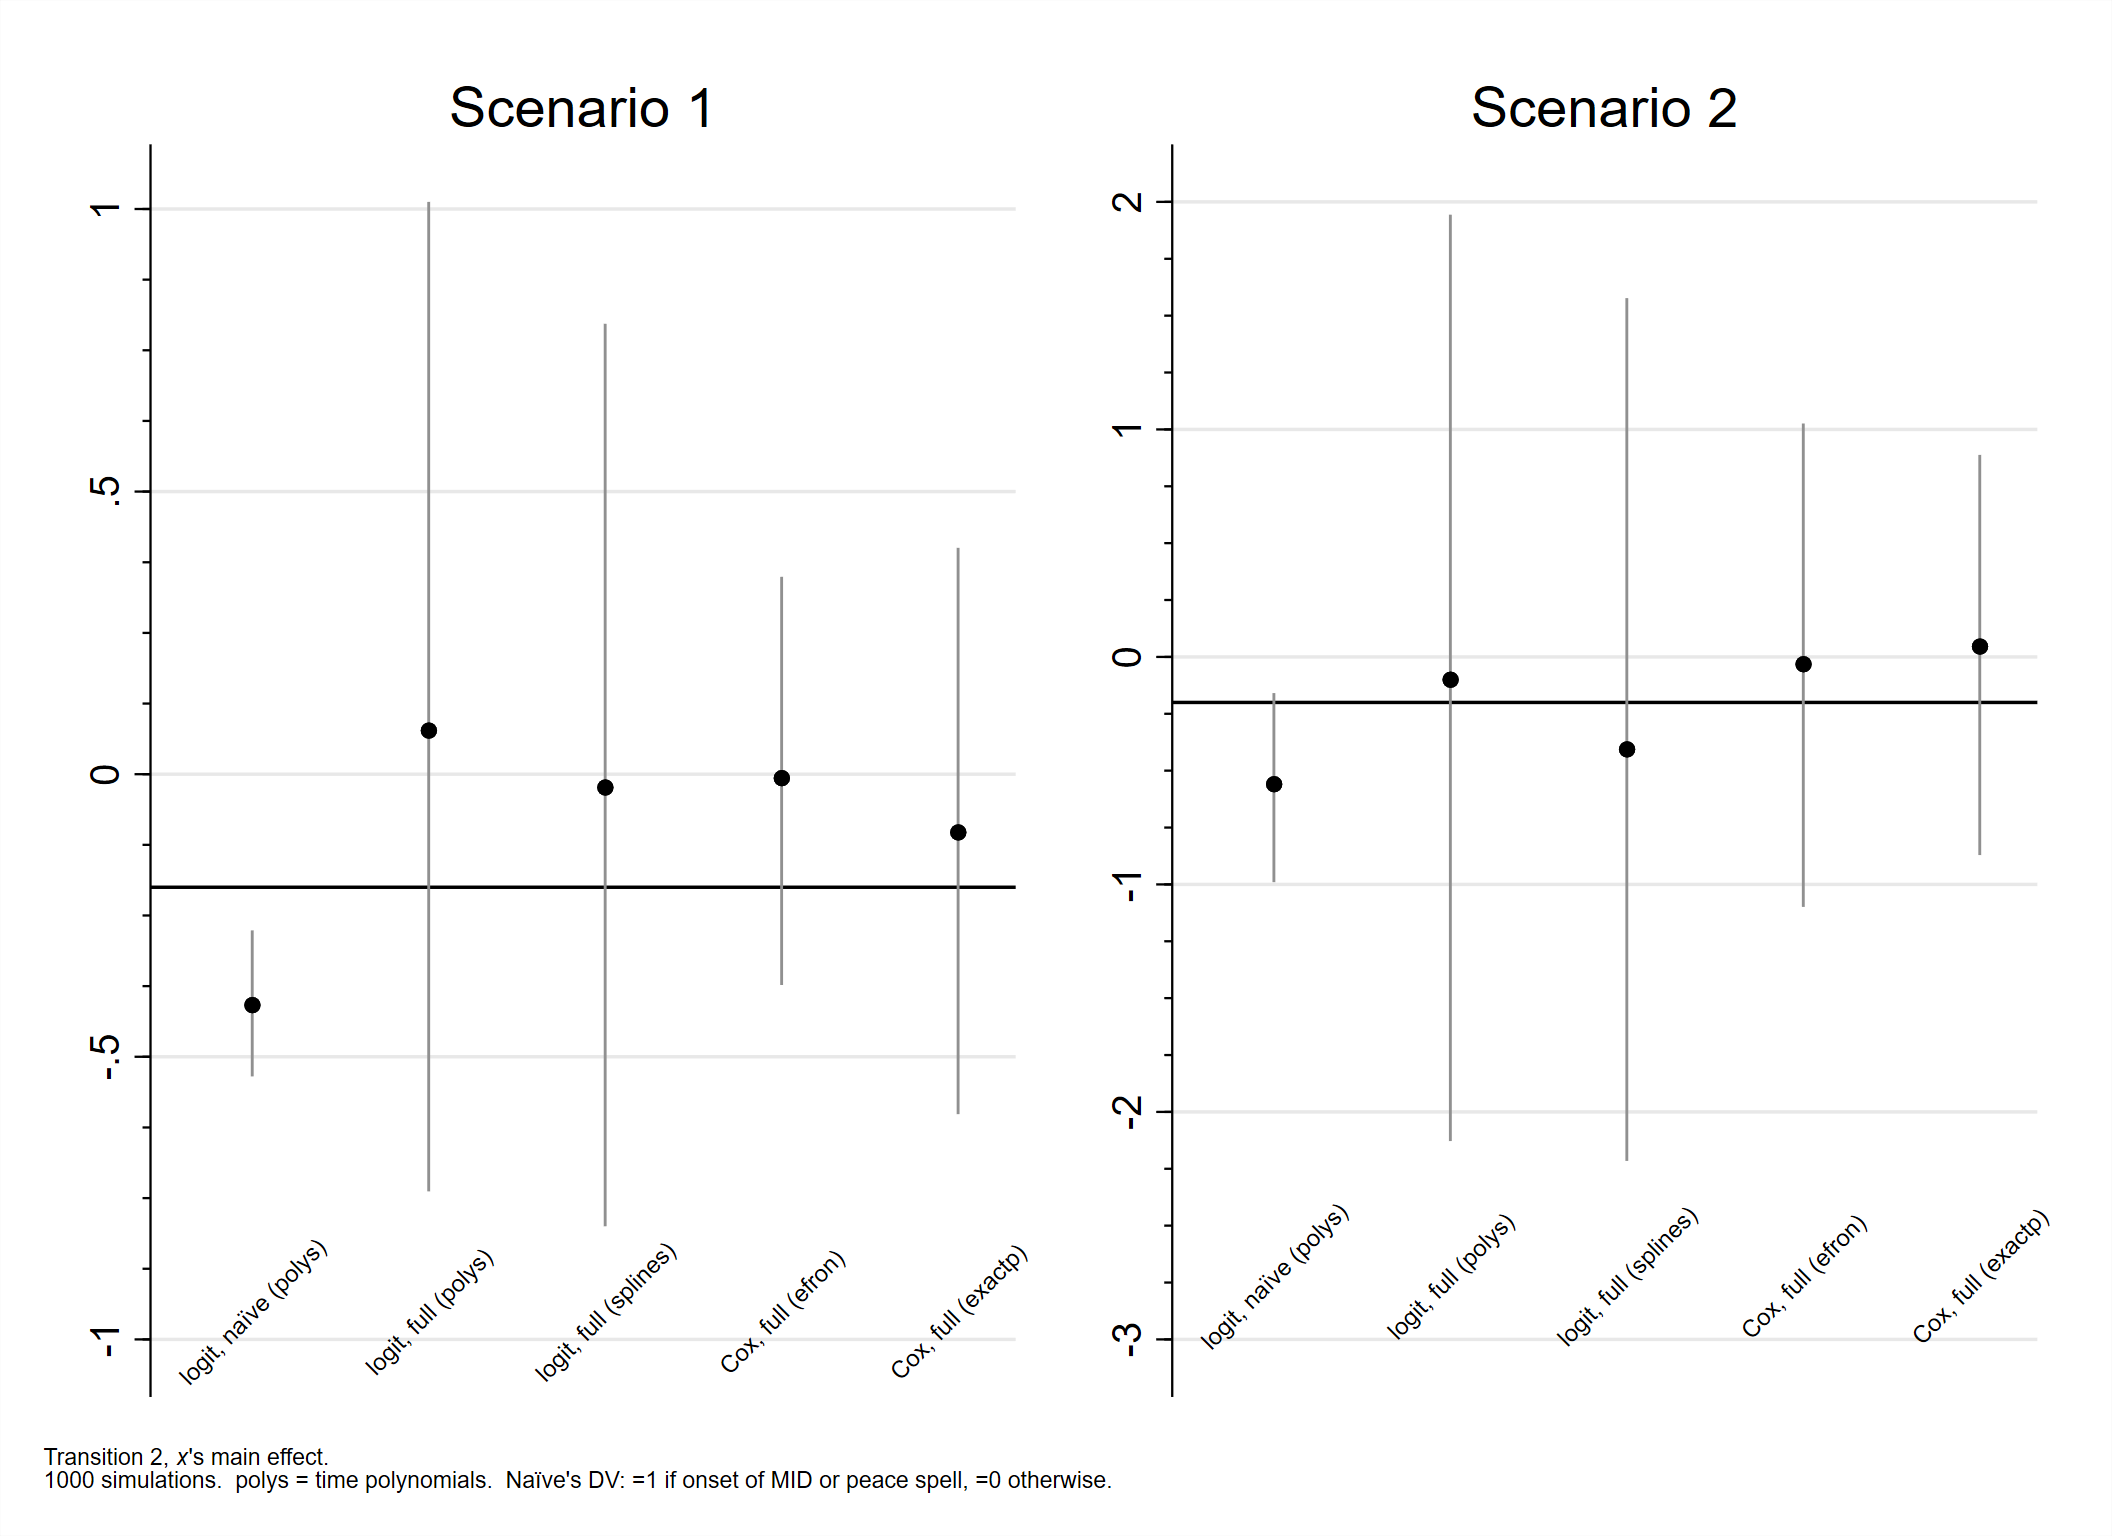 Scenario 1
1
.5
0
-.5
-1
logit, naïve (polys)
logit, full (polys)
logit, full (splines)
Cox, full (efron)
Cox, full (exactp)
Scenario 2
2
1
0
-1
-2
-3
logit, naïve (polys)
logit, full (polys)
logit, full (splines)
Cox, full (efron)
Cox, full (exactp)
Transition 2, x's main effect.
1000 simulations.  polys = time polynomials.  Naïve's DV: =1 if onset of MID or peace spell, =0 otherwise.